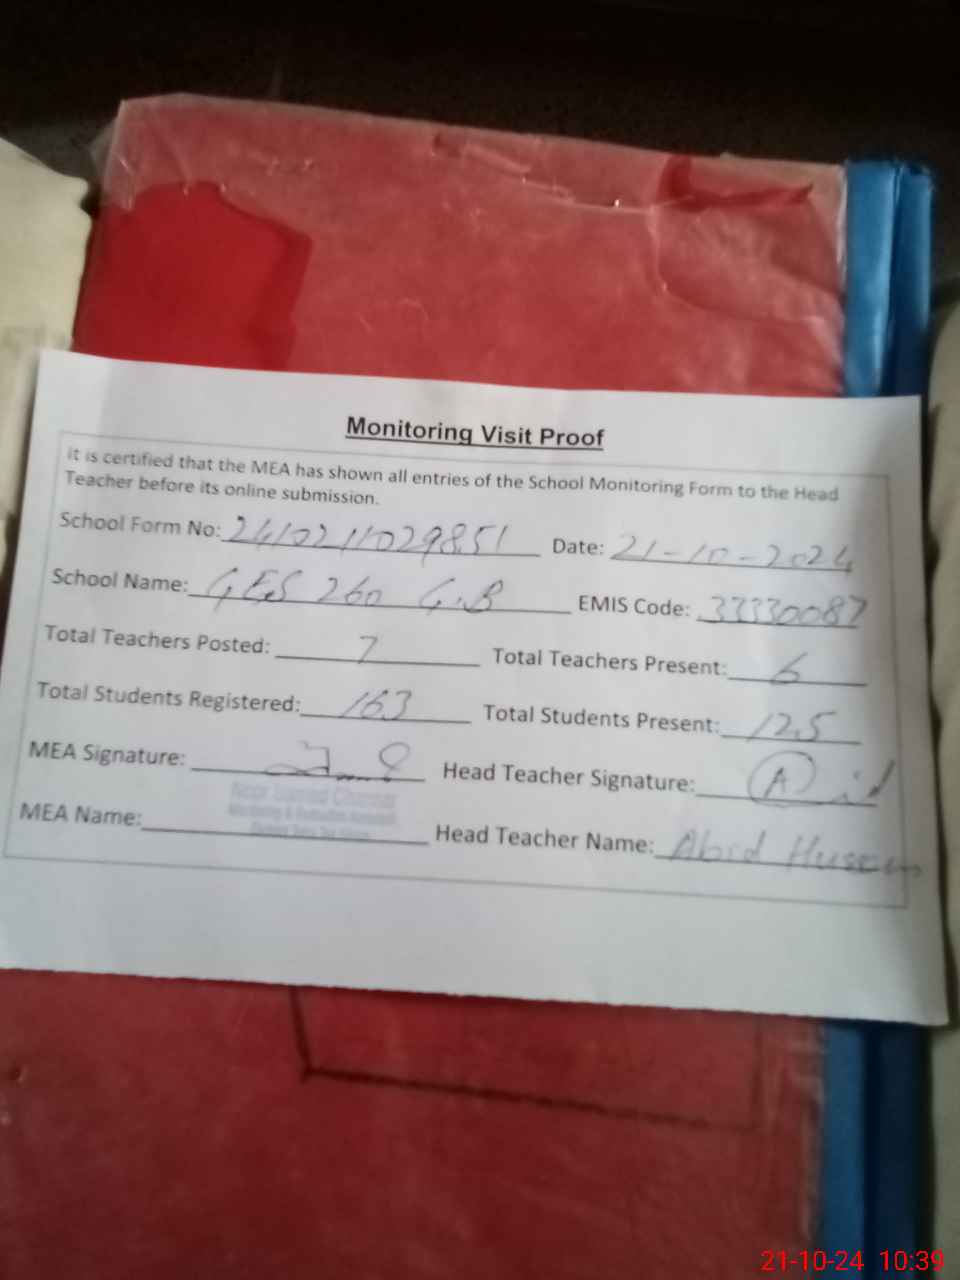 Monitoring Visit Proof
it is certified that the MEA has shown all entries of the School Monitoring Form to the Head
Teacher before its online submission.
School Form No: 2410211029851 Date: 21-10-2024
School Name: GES 260 G.B EMIS Code: 33330087
Total Teachers Posted: 7 Total Teachers Present: 6
Total Students Registered: 163 Total Students Present: 125
MEA Signature: Head Teacher Signature:
MEA Name: Head Teacher Name: Abid Hussain
21-10-24 10:39